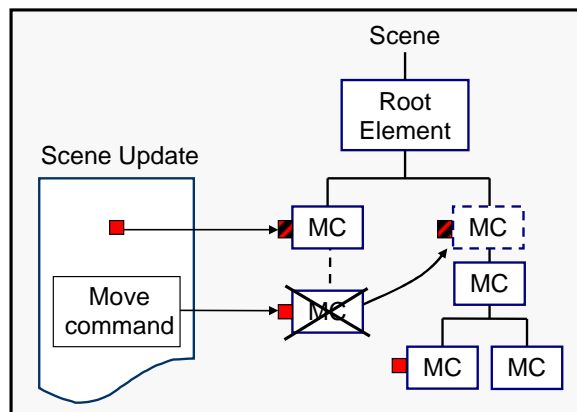 Scene
Root
Element
Scene Update
MC
MC
Move
command
MC
MC
MC
MC